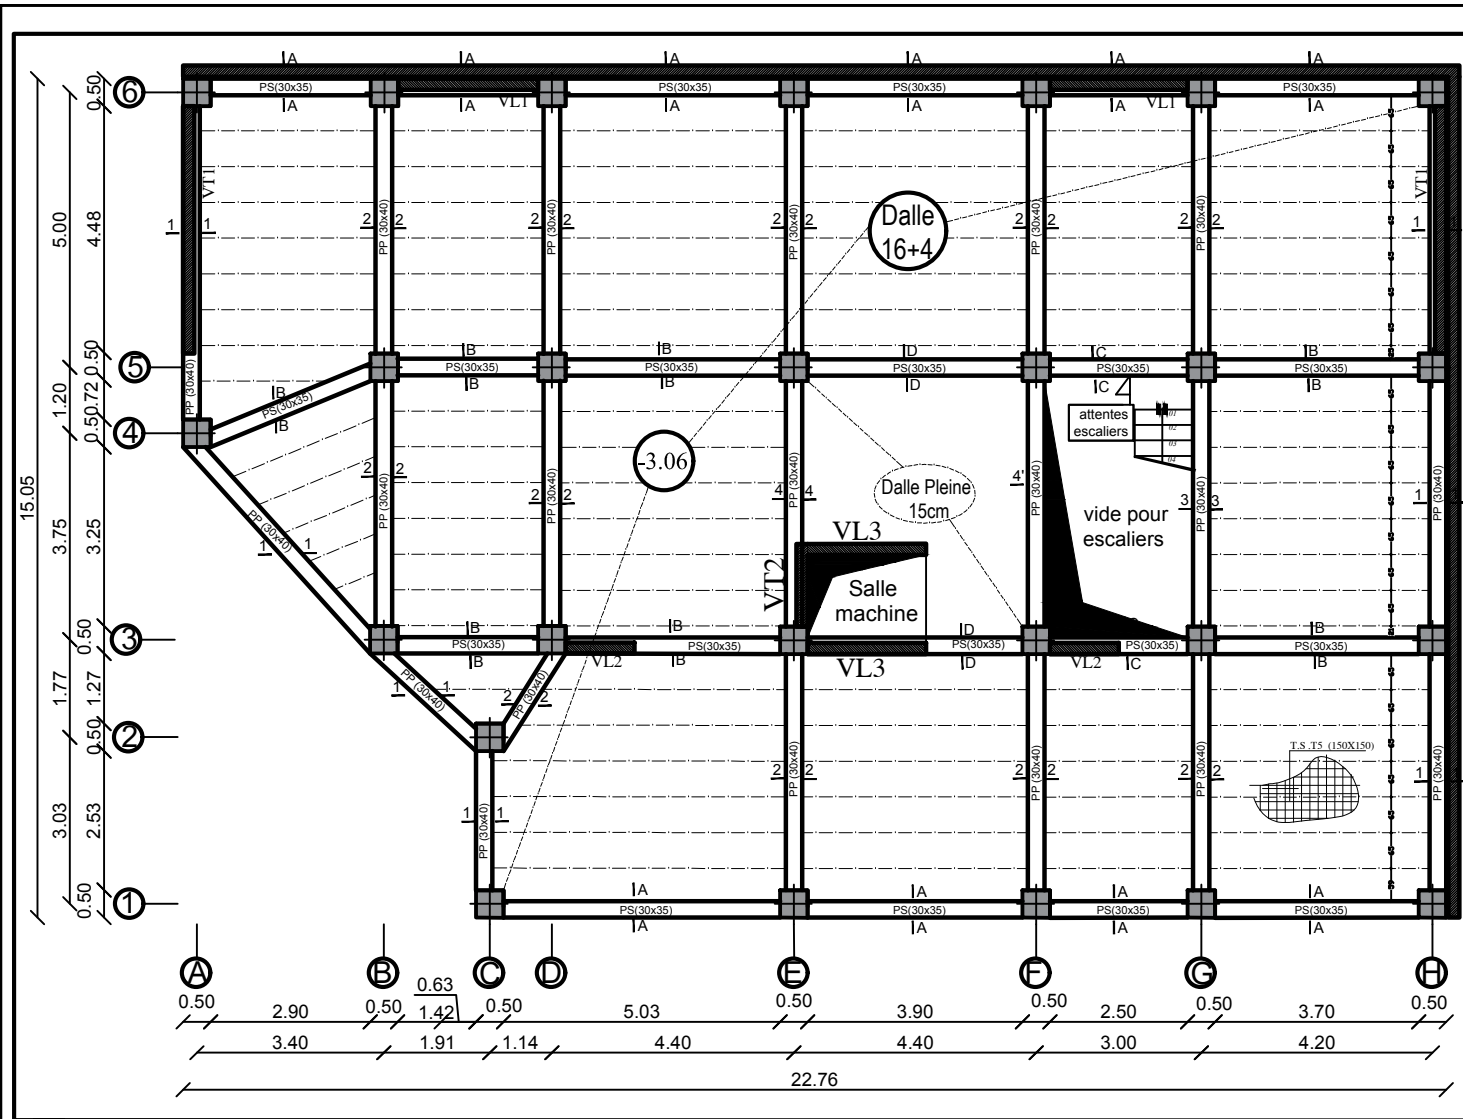 A A A A A A
6 PS(30x35) PS(30x35) PS(30x35) PS(30x35)
A A VL1 A A A VL1 A
0.50
VT1 VT1
Dalle
16+4
1 1 2 2 2 2 2 2 2 2 2 2 1
PP (30x40) PP (30x40) PP (30x40) PP (30x40) PP (30x40)
5.00 4.48
65 65 65 65 65 65
B B D C B
5 PS(30x35) PS(30x35) PS(30x35) PS(30x35) PS(30x35)
B B D C B
0.50
PP (30x40)
1.20 0.72
B
PS(30x35)
B
attentes
escaliers
01
02
03
04
4
0.50
-3.06
2 2 2 2 4 4 4' 3 3 1
PP (30x40) PP (30x40) PP (30x40) PP (30x40) PP (30x40) PP (30x40)
Dalle Pleine
15cm
15.05
3.75 3.25
PP (30x40)
1 1
vide pour
escaliers
VL3
VT2
Salle
machine
B B D B
3 PS(30x35) PS(30x35) PS(30x35) PS(30x35) PS(30x35)
B VL2 B VL3 D VL2 C B
0.50
1.77 1.27
1 1
PP (30x40)
2 2
PP (30x40)
2
0.50
T.S .T5 (150X150)
2 2 2 2 2 2 1
PP (30x40) PP (30x40) PP (30x40) PP (30x40)
1 1
PP (30x40)
3.03 2.53
A A A A
1 PS(30x35) PS(30x35) PS(30x35) PS(30x35)
A A A A
0.50
A B C D E F G H
0.63
0.50 0.50 0.50 0.50 0.50 0.50 0.50
2.90 1.42 5.03 3.90 2.50 3.70
3.40 1.91 1.14 4.40 4.40 3.00 4.20
22.76